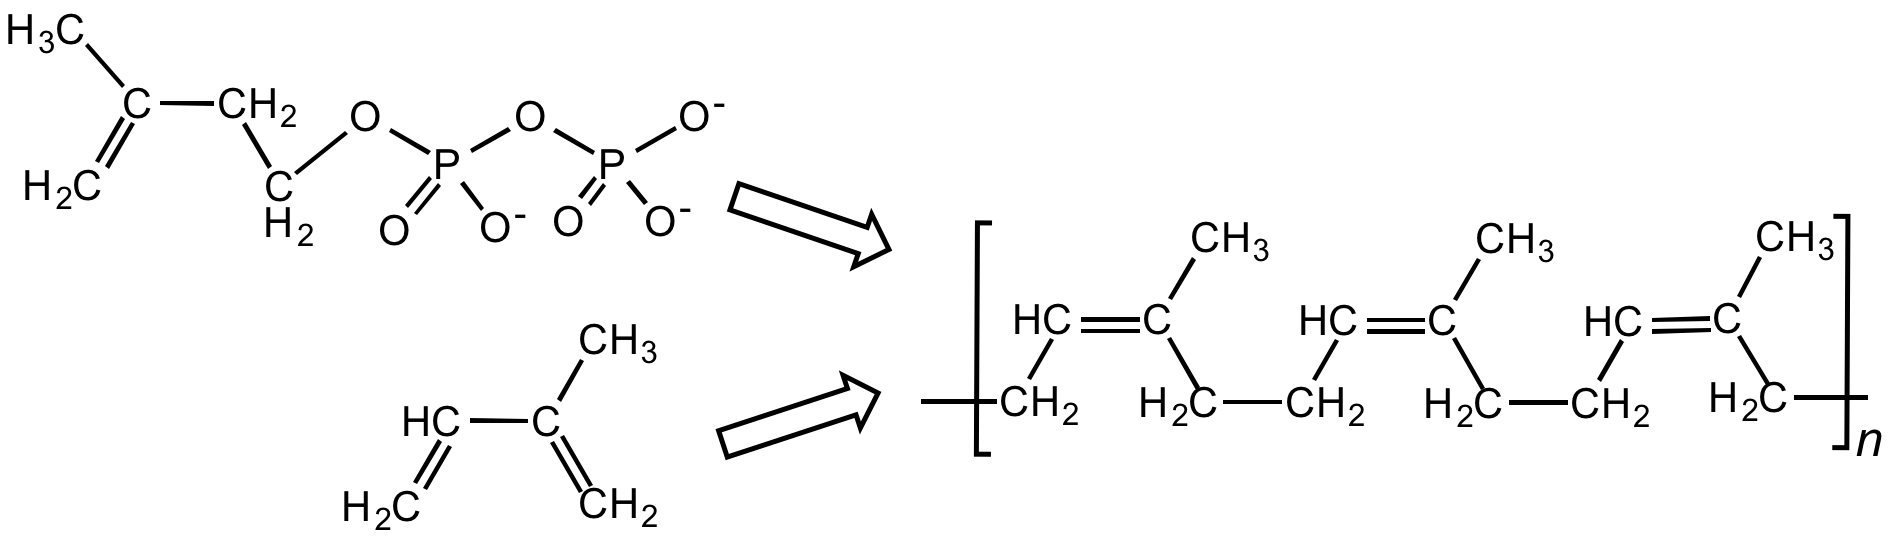 H3C
C CH2 O O O-
P P
H2C C O O- O O-
H2
CH3 CH3 CH3
HC C HC C HC C
CH2 H2C CH2 H2C CH2 H2C
n
CH3
HC C
H2C CH2